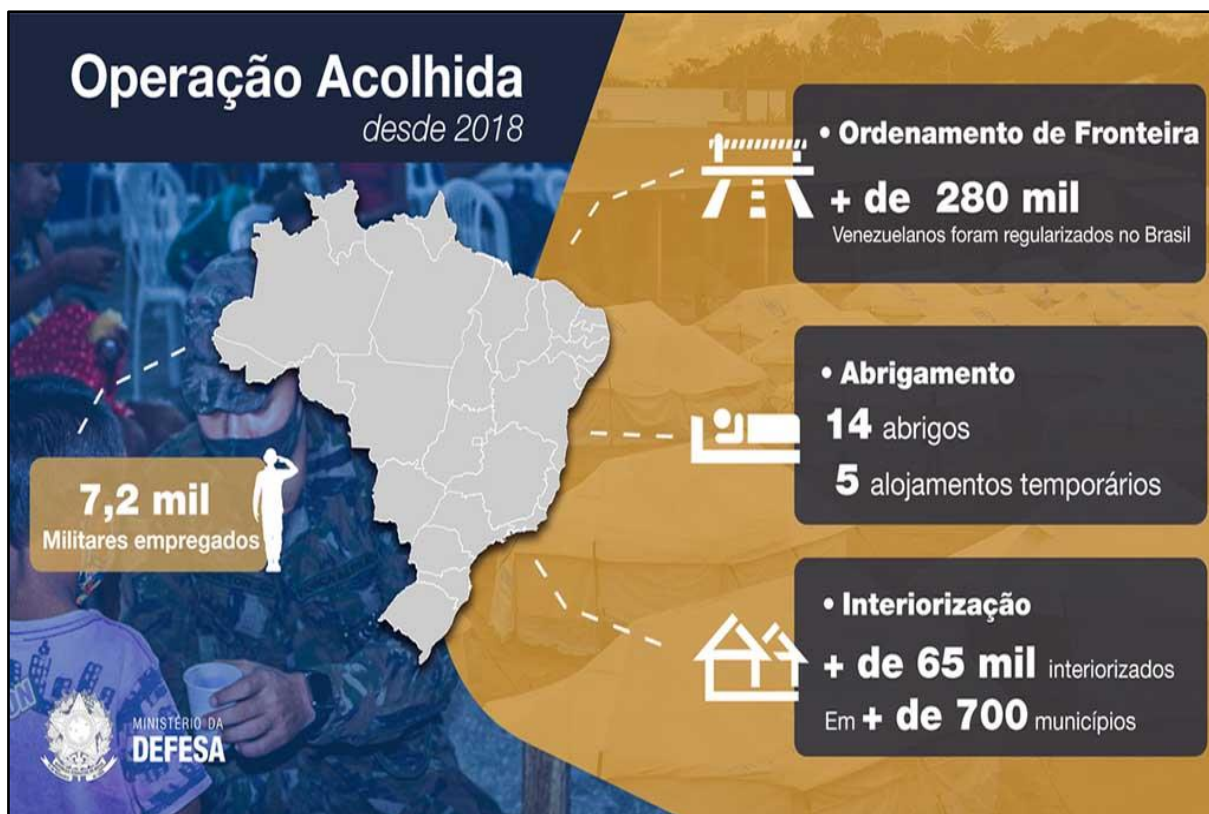 Operação Acolhida
desde 2018
• Ordenamento de Fronteira
+ de 280 mil
Venezuelanos foram regularizados no Brasil
• Abrigamento
14 abrigos
5 alojamentos temporários
7,2 mil
Militares empregados
• Interiorização
+ de 65 mil interiorizados
Em + de 700 municípios
MINISTÉRIO DA
DEFESA